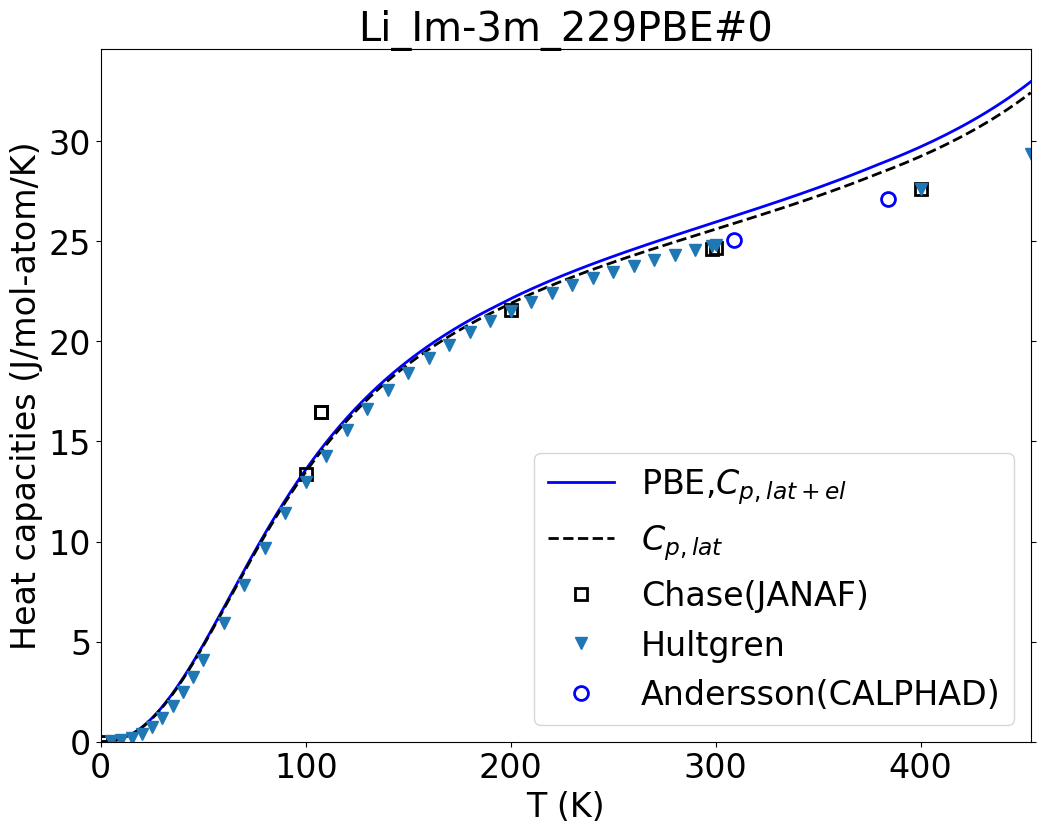 Li_Im-3m_229PBE#0
Heat capacities (J/mol-atom/K)
30
25
20
15
10
5
0
PBE,$C_{p,lat+el}$
$C_{p,lat}$
Chase(JANAF)
Hultgren
Andersson(CALPHAD)
0 100 200 300 400
T (K)